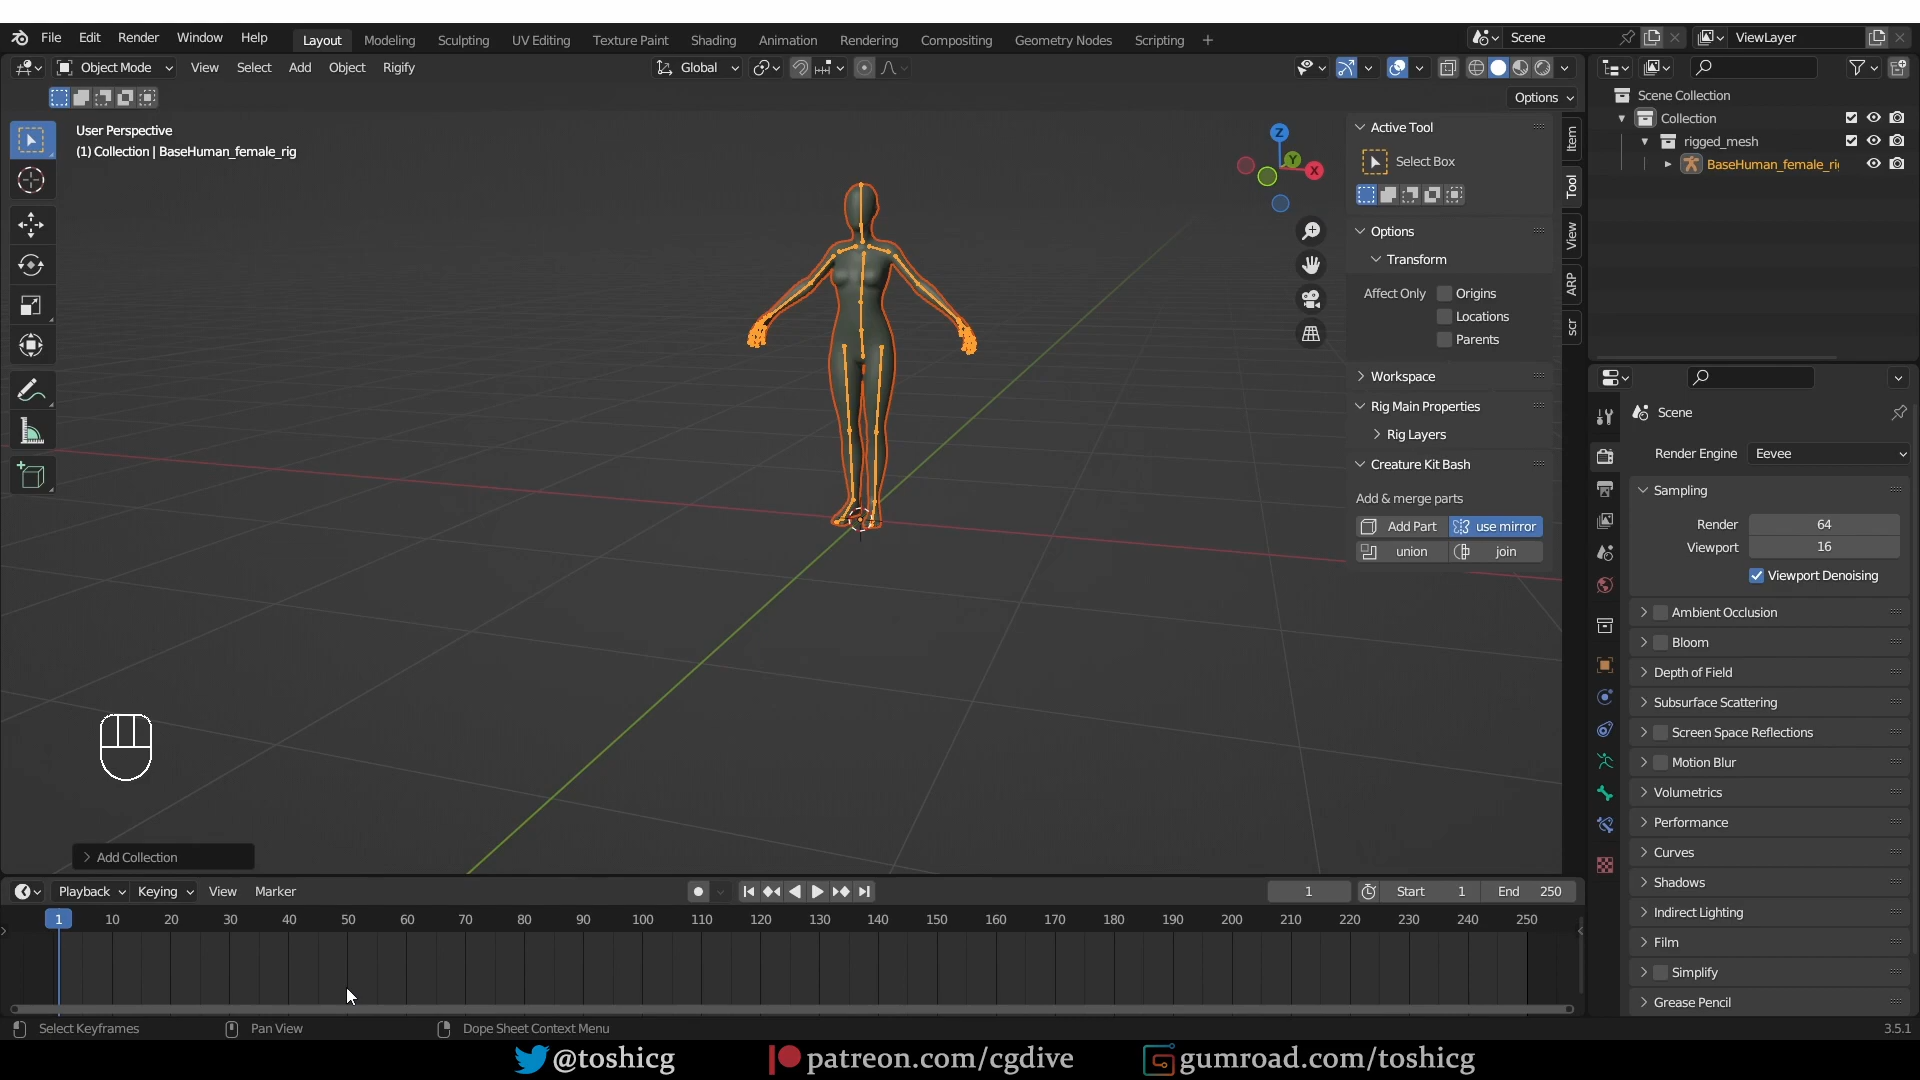 File Edit Render Window Help Layout Modeling Sculpting UV Editing Texture Paint Shading Animation Rendering Compositing Geometry Nodes Scripting + Scene ViewLayer
Object Mode View Select Add Object Rigify Global
Options
User Perspective
(1) Collection | BaseHuman_female_rig
Z
Y
X
Active Tool
Select Box
Options
Transform
Affect Only Origins
Locations
Parents
Workspace
Rig Main Properties
Rig Layers
Creature Kit Bash
Add & merge parts
Add Part use mirror
union join
Item
Tool
View
ARP
scr
Scene Collection
Collection
rigged_mesh
BaseHuman_female_ri
Scene
Render Engine Eevee
Sampling
Render 64
Viewport 16
Viewport Denoising
Ambient Occlusion
Bloom
Depth of Field
Subsurface Scattering
Screen Space Reflections
Motion Blur
Volumetrics
Performance
Curves
Shadows
Indirect Lighting
Film
Simplify
Grease Pencil
Add Collection
Playback Keying View Marker 1 Start 1 End 250
1 10 20 30 40 50 60 70 80 90 100 110 120 130 140 150 160 170 180 190 200 210 220 230 240 250
Select Keyframes Pan View Dope Sheet Context Menu 3.5.1
@toshicg patreon.com/cgdive gumroad.com/toshicg